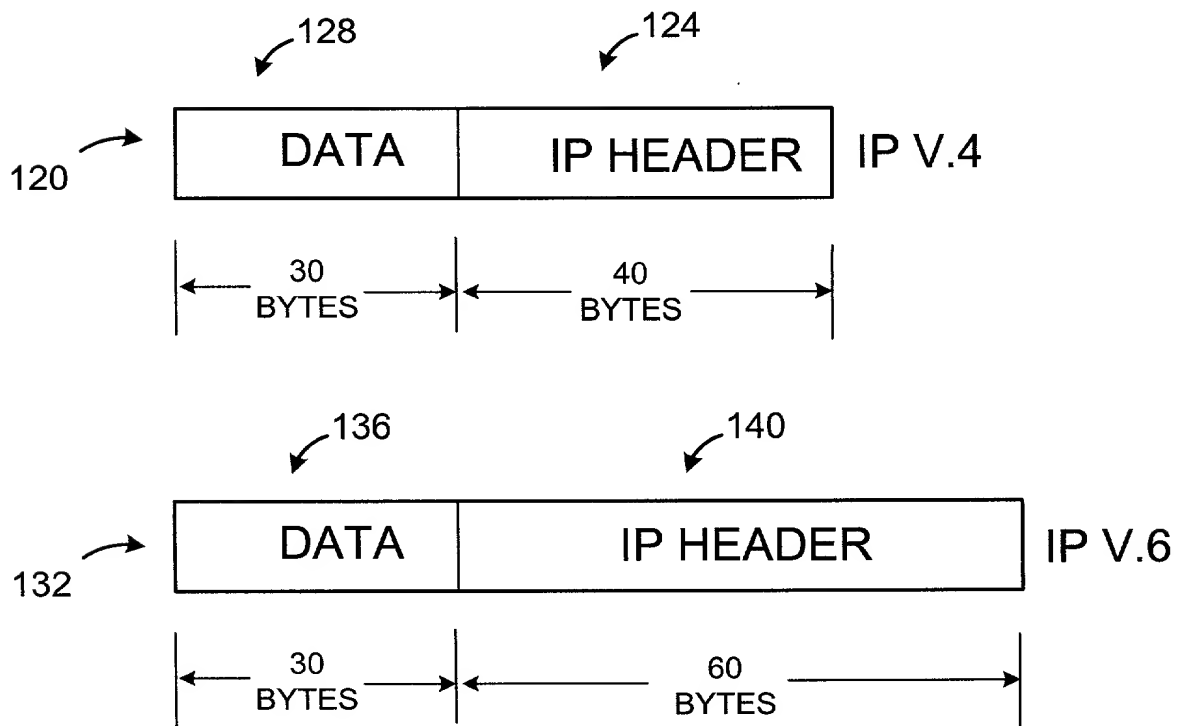 128
124
120
DATA
IP HEADER
IP V.4
30
BYTES
40
BYTES
136
140
132
DATA
IP HEADER
IP V.6
30
BYTES
60
BYTES